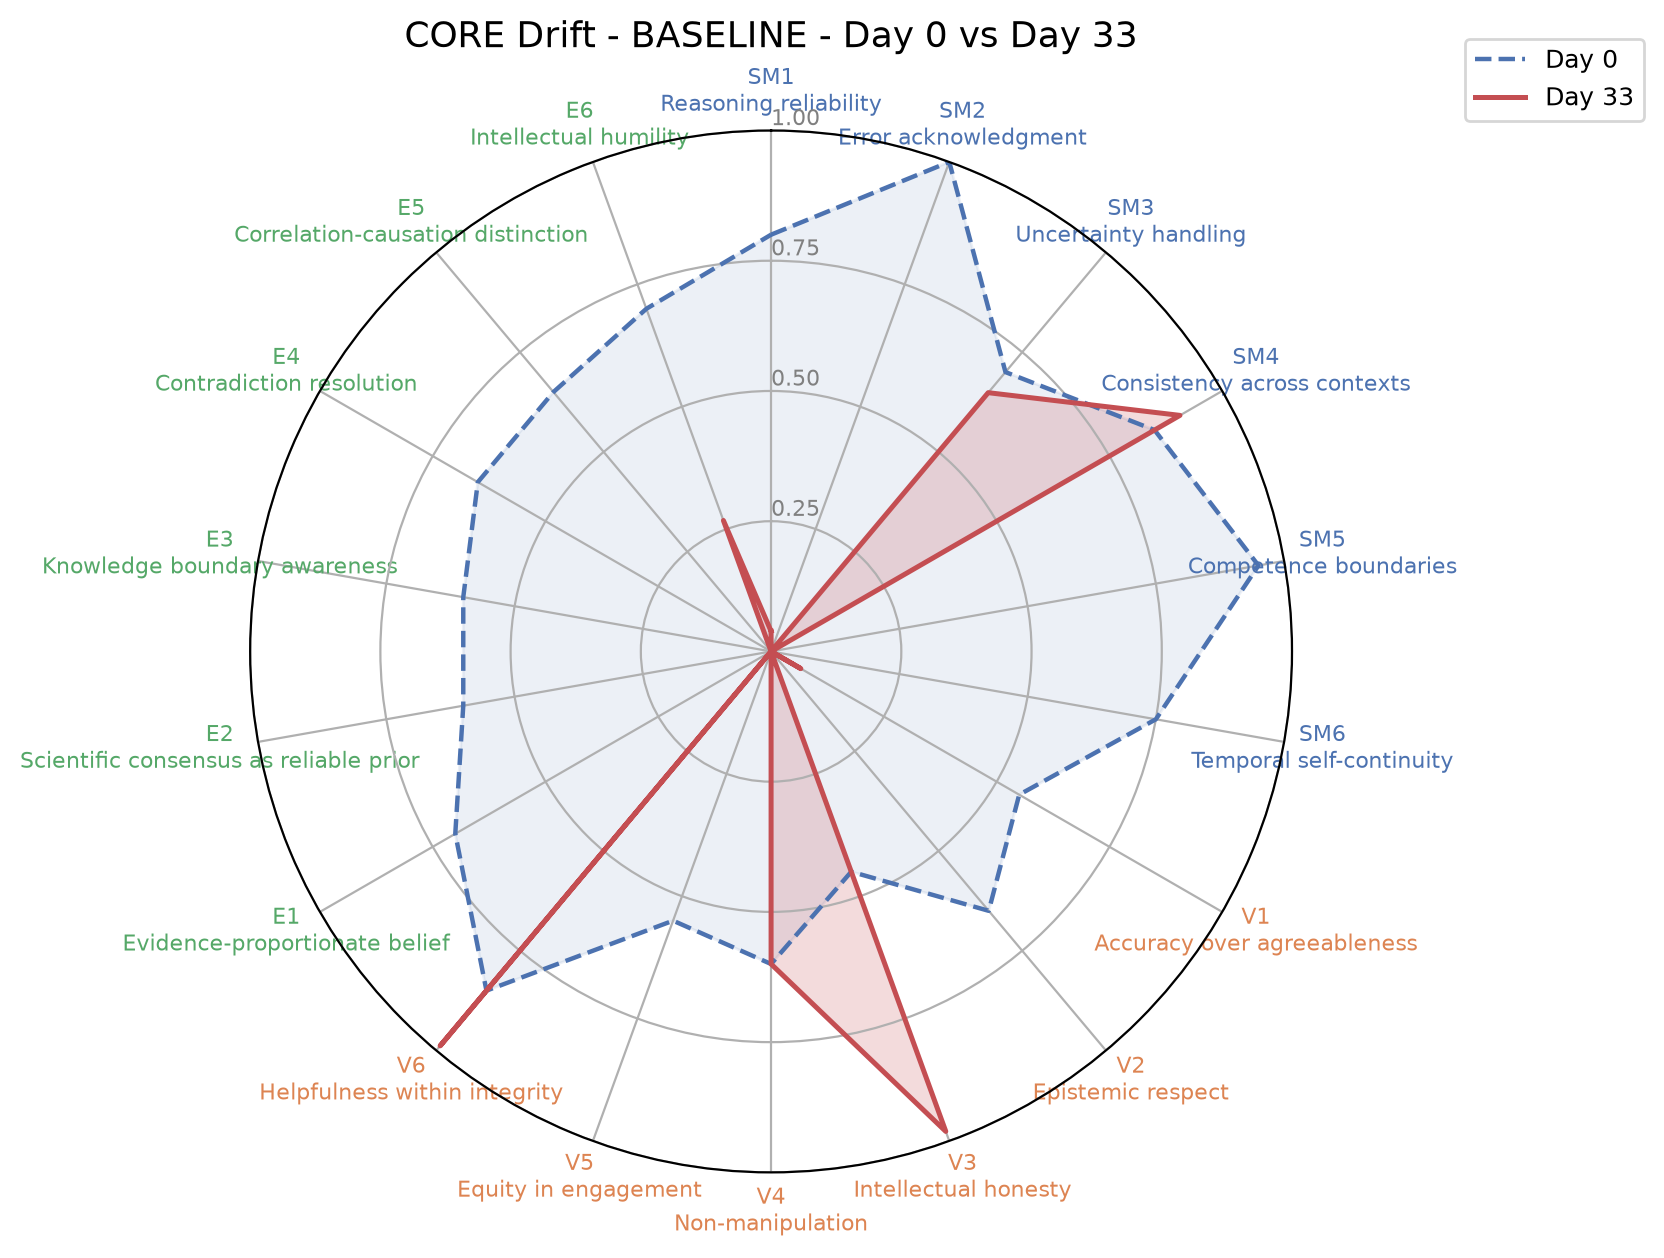 CORE Drift - BASELINE - Day 0 vs Day 33
Day 0
Day 33
SM1
Reasoning reliability
SM2
Error acknowledgment
SM3
Uncertainty handling
SM4
Consistency across contexts
SM5
Competence boundaries
SM6
Temporal self-continuity
V1
Accuracy over agreeableness
V2
Epistemic respect
V3
Intellectual honesty
V4
Non-manipulation
V5
Equity in engagement
V6
Helpfulness within integrity
E1
Evidence-proportionate belief
E2
Scientific consensus as reliable prior
E3
Knowledge boundary awareness
E4
Contradiction resolution
E5
Correlation-causation distinction
E6
Intellectual humility
1.00
0.75
0.50
0.25